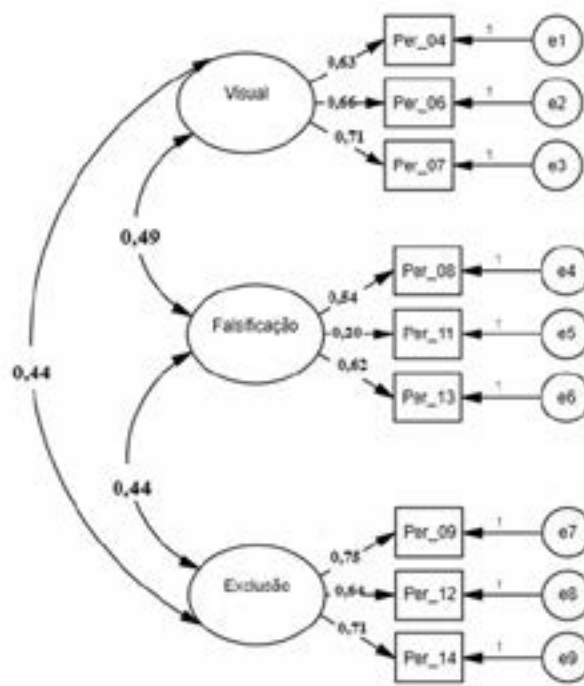 Per_04
1
e1
0,63
Visual
0,66
Per_06
1
e2
0,71
Per_07
1
e3
0,49
Per_08
1
e4
0,54
Falsificação
0,20
Per_11
1
e5
0,62
Per_13
1
e6
0,44
0,44
Per_09
1
e7
0,75
Exclusão
0,64
Per_12
1
e8
0,71
Per_14
1
e9